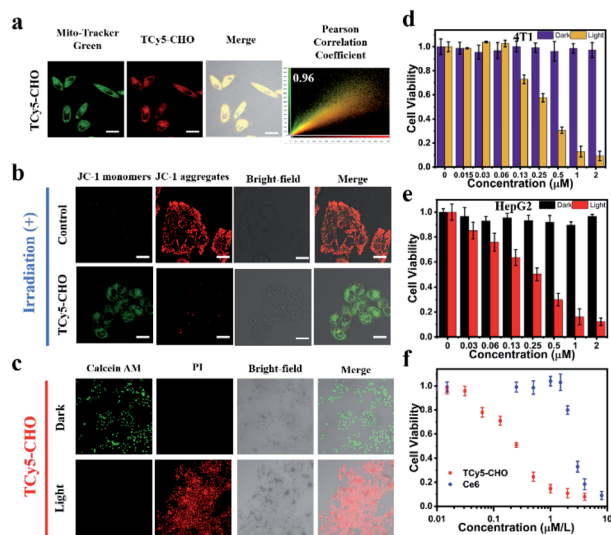 a
Mito-Tracker Green
TCy5-CHO
Merge
Pearson Correlation Coefficient
TCy5-CHO
0.96
b
JC-1 monomers
JC-1 aggregates
Bright-field
Merge
Irradiation (+)
Control
TCy5-CHO
c
Calcein AM
PI
Bright-field
Merge
TCy5-CHO
Dark
Light
d
4T1
Dark
Light
Cell Viability
1.2
1.0
0.8
0.6
0.4
0.2
0.0
0 0.015 0.03 0.06 0.13 0.25 0.5 1 2
Concentration (μM)
e
HepG2
Dark
Light
Cell Viability
1.2
1.0
0.8
0.6
0.4
0.2
0.0
0 0.03 0.06 0.13 0.25 0.5 1 2
Concentration (μM)
f
Cell Viability
1.2
1.0
0.8
0.6
0.4
0.2
0.0
TCy5-CHO
Ce6
0.01 0.1 1 10
Concentration (μM/L)